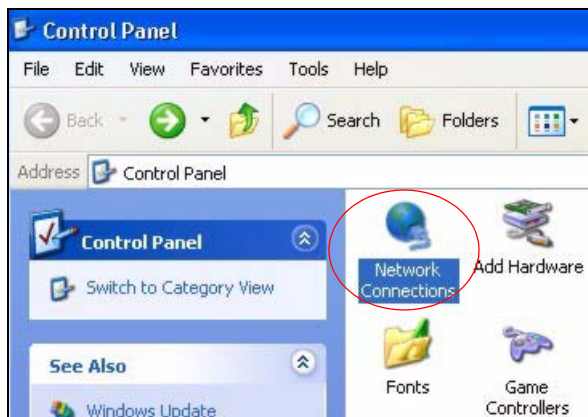 Control Panel
File Edit View Favorites Tools Help
Back Search Folders
Address Control Panel
Control Panel
Switch to Category View
See Also
Windows Update
Network Connections
Add Hardware
Fonts
Game Controllers